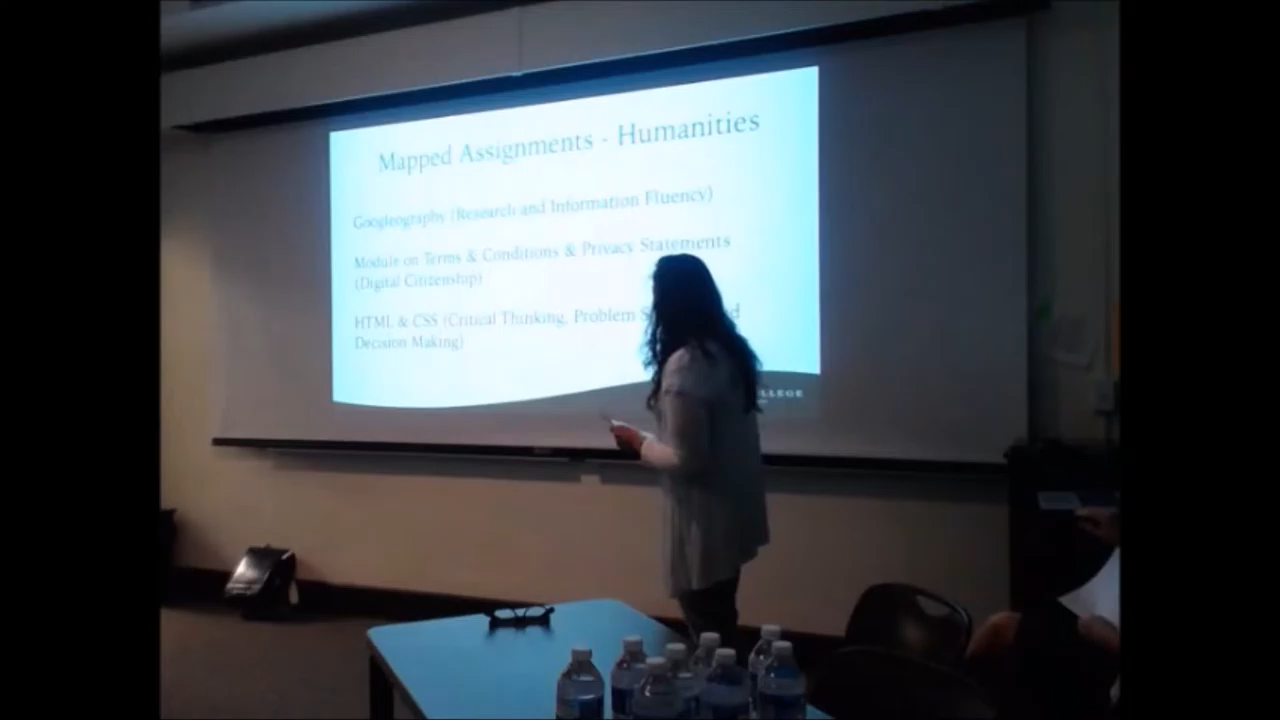 Mapped Assignments - Humanities
Googleography (Research and Information Fluency)
Module on Terms & Conditions & Privacy Statements
(Digital Citizenship)
HTML & CSS (Critical Thinking, Problem
Decision Making)